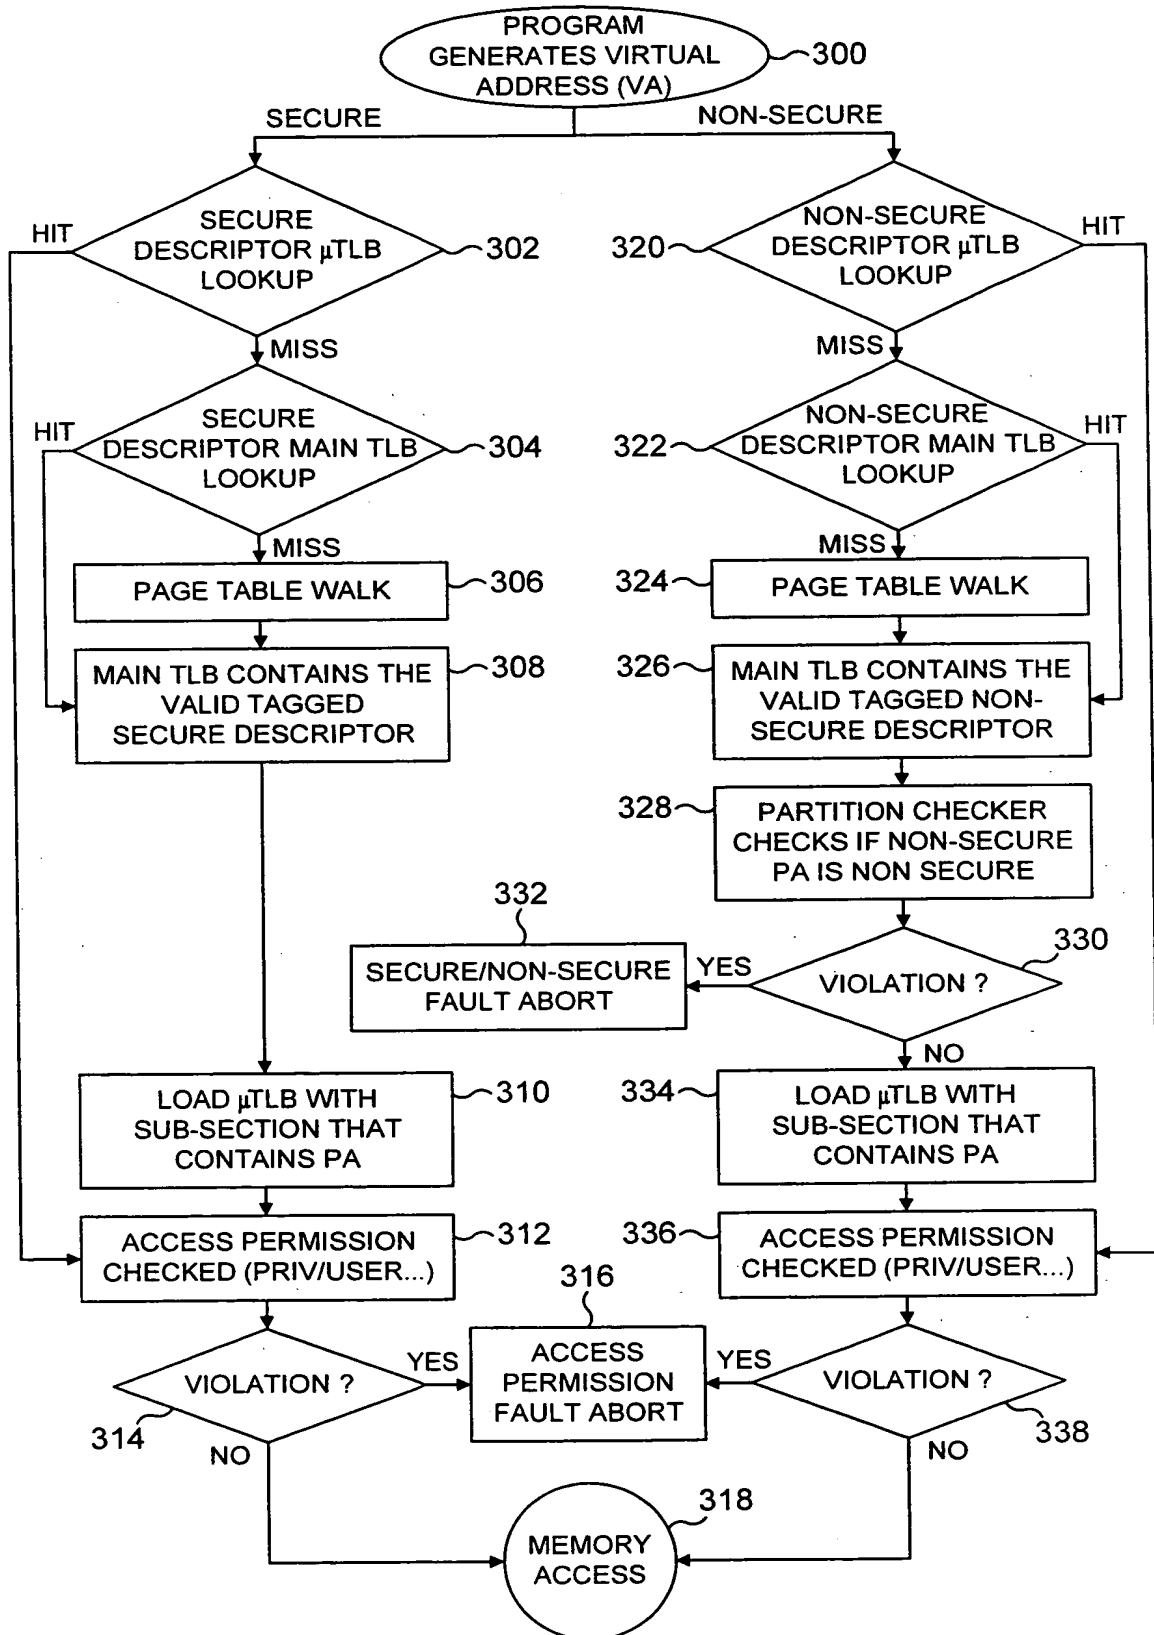 PROGRAM
GENERATES VIRTUAL
ADDRESS (VA)
300
SECURE
NON-SECURE
HIT
SECURE
DESCRIPTOR µTLB
LOOKUP
302
320
NON-SECURE
DESCRIPTOR µTLB
LOOKUP
HIT
MISS
MISS
HIT
SECURE
DESCRIPTOR MAIN TLB
LOOKUP
304
322
NON-SECURE
DESCRIPTOR MAIN TLB
LOOKUP
HIT
MISS
MISS
PAGE TABLE WALK
306
324
PAGE TABLE WALK
MAIN TLB CONTAINS THE
VALID TAGGED
SECURE DESCRIPTOR
308
326
MAIN TLB CONTAINS THE
VALID TAGGED NON-
SECURE DESCRIPTOR
328
PARTITION CHECKER
CHECKS IF NON-SECURE
PA IS NON SECURE
332
SECURE/NON-SECURE
FAULT ABORT
YES
VIOLATION ?
330
NO
LOAD µTLB WITH
SUB-SECTION THAT
CONTAINS PA
310
334
LOAD µTLB WITH
SUB-SECTION THAT
CONTAINS PA
ACCESS PERMISSION
CHECKED (PRIV/USER...)
312
336
ACCESS PERMISSION
CHECKED (PRIV/USER...)
316
VIOLATION ?
314
YES
ACCESS
PERMISSION
FAULT ABORT
YES
VIOLATION ?
338
NO
NO
318
MEMORY
ACCESS